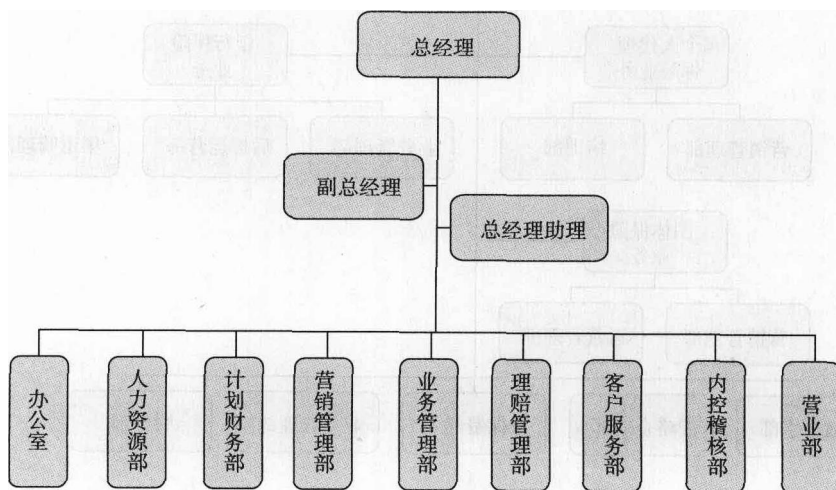 总经理
副总经理
总经理助理
办公室
人力资源部
计划财务部
营销管理部
业务管理部
理赔管理部
客户服务部
内控稽核部
营业部